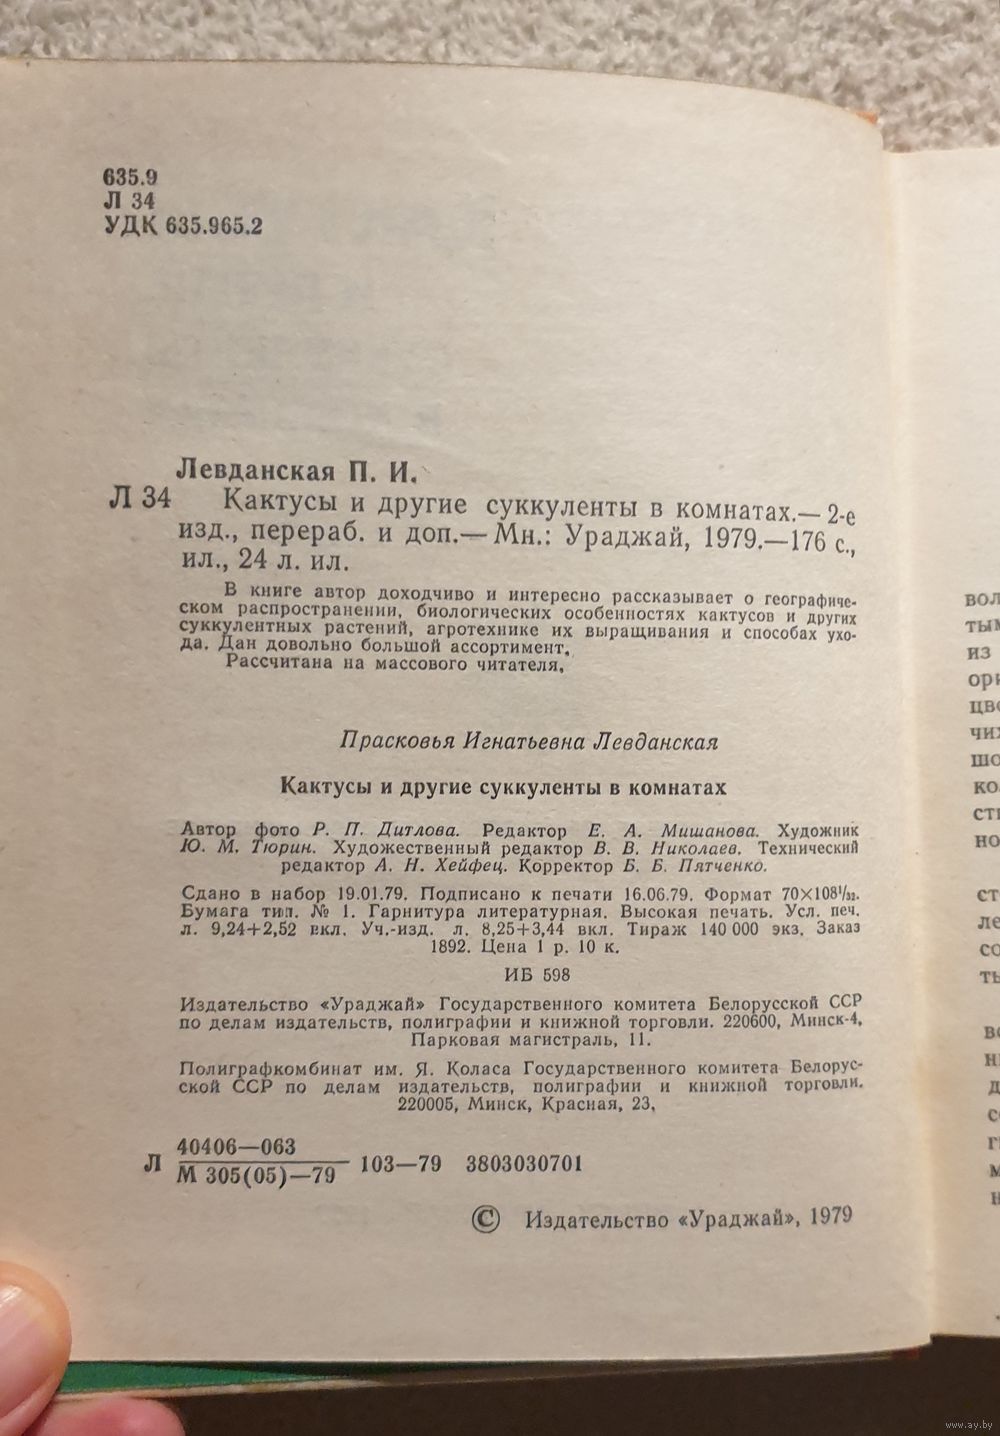 635.9
Л 34
УДК 635.965.2
Левданская П. И.
Л 34 Кактусы и другие суккуленты в комнатах.— 2-е
изд., перераб. и доп.— Мн.: Ураджай, 1979.—176 с.,
ил., 24 л. ил.
В книге автор доходчиво и интересно рассказывает о географиче-
ском распространении, биологических особенностях кактусов и других
суккулентных растений, агротехнике их выращивания и способах ухо-
да. Дан довольно большой ассортимент.
Рассчитана на массового читателя.
Прасковья Игнатьевна Левданская
Кактусы и другие суккуленты в комнатах
Автор фото Р. П. Дитлова. Редактор Е. А. Мишанова. Художник
Ю. М. Тюрин. Художественный редактор В. В. Николаев. Технический
редактор А. Н. Хейфец. Корректор Б. Б. Пятченко.
Сдано в набор 19.01.79. Подписано к печати 16.06.79. Формат 70×108¹/₃₂.
Бумага тип. № 1. Гарнитура литературная. Высокая печать. Усл. печ.
л. 9,24+2,52 вкл. Уч.-изд. л. 8,25+3,44 вкл. Тираж 140 000 экз. Заказ
1892. Цена 1 р. 10 к.
ИБ 598
Издательство «Ураджай» Государственного комитета Белорусской ССР
по делам издательств, полиграфии и книжной торговли. 220600, Минск-4,
Парковая магистраль, 11.
Полиграфкомбинат им. Я. Коласа Государственного комитета Белорус-
ской ССР по делам издательств, полиграфии и книжной торговли.
220005, Минск, Красная, 23.
Л 40406—063
М 305(05)—79 103—79 3803030701
© Издательство «Ураджай», 1979
www.ay.by